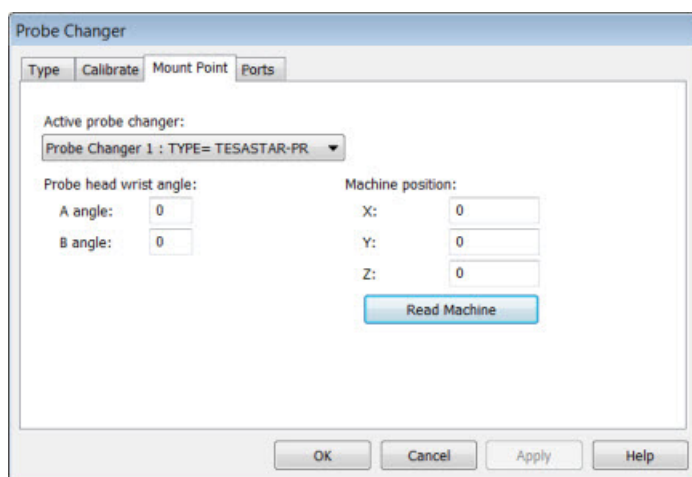 Probe Changer
Type Calibrate Mount Point Ports
Active probe changer:
Probe Changer 1 : TYPE= TESASTAR-PR
Probe head wrist angle: Machine position:
A angle: 0 X: 0
B angle: 0 Y: 0
Z: 0
Read Machine
OK Cancel Apply Help